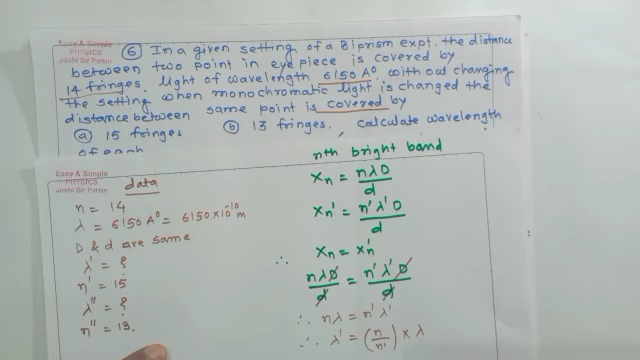 Easy & Simple
PHYSICS
Joshi Sir Porter
⑥ In a given setting of a Biprism expt. the distance
between two point in eyepiece is covered by
14 fringes. light of wavelength 6150 A° with out changing
the setting when monochromatic light is changed the
distance between same point is covered by
ⓐ 15 fringes ⓑ 13 fringes. calculate wavelength
of each
Easy & Simple
PHYSICS
Joshi Sir Porter
data
n = 14
λ = 6150 A° = 6150 × 10⁻¹⁰ m
D & d are same
λ' = ?
n' = 15
λ'' = ?
n'' = 13.
nth bright band
Xn = nλD/d
Xn' = n'λ'D/d
∴ Xn = Xn'
nλD/d = n'λ'D/d
∴ nλ = n'λ'
∴ λ' = (n/n') × λ